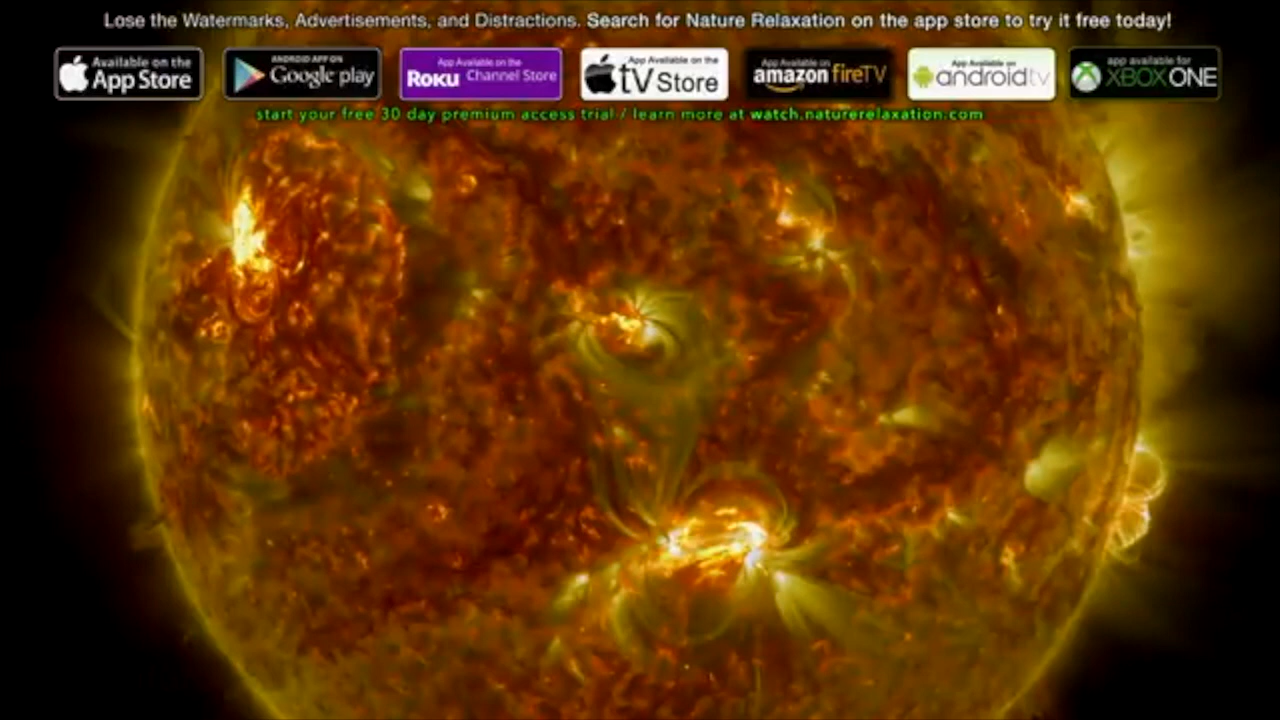 Lose the Watermarks, Advertisements, and Distractions. Search for Nature Relaxation on the app store to try it free today!
Available on the
App Store
ANDROID APP ON
Google play
App Available on the
Roku Channel Store
App Available on the
tv Store
App Available on
amazon fireTV
App Available on
androidtv
app available for
XBOX ONE
start your free 30 day premium access trial / learn more at watch.naturerelaxation.com